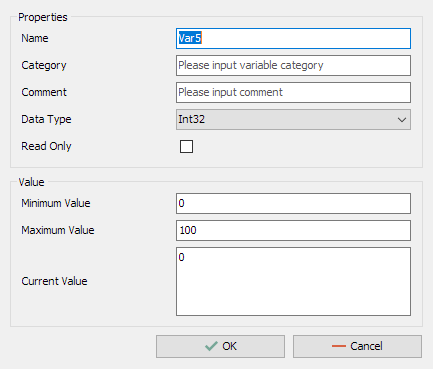 Properties
Name Var5
Category Please input variable category
Comment Please input comment
Data Type Int32
Read Only
Value
Minimum Value 0
Maximum Value 100
0
Current Value
OK Cancel